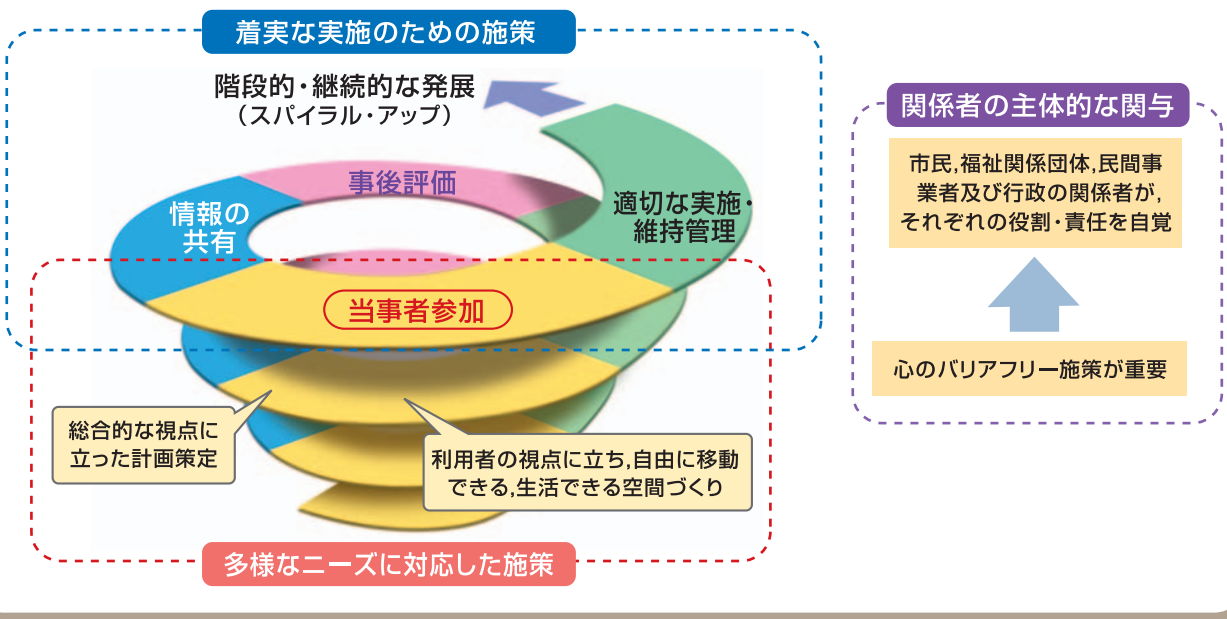 着実な実施のための施策
階段的・継続的な発展
（スパイラル・アップ）
事後評価
情報の
共有
適切な実施・
維持管理
当事者参加
総合的な視点に
立った計画策定
利用者の視点に立ち,自由に移動
できる,生活できる空間づくり
多様なニーズに対応した施策
関係者の主体的な関与
市民,福祉関係団体,民間事
業者及び行政の関係者が,
それぞれの役割・責任を自覚
心のバリアフリー施策が重要